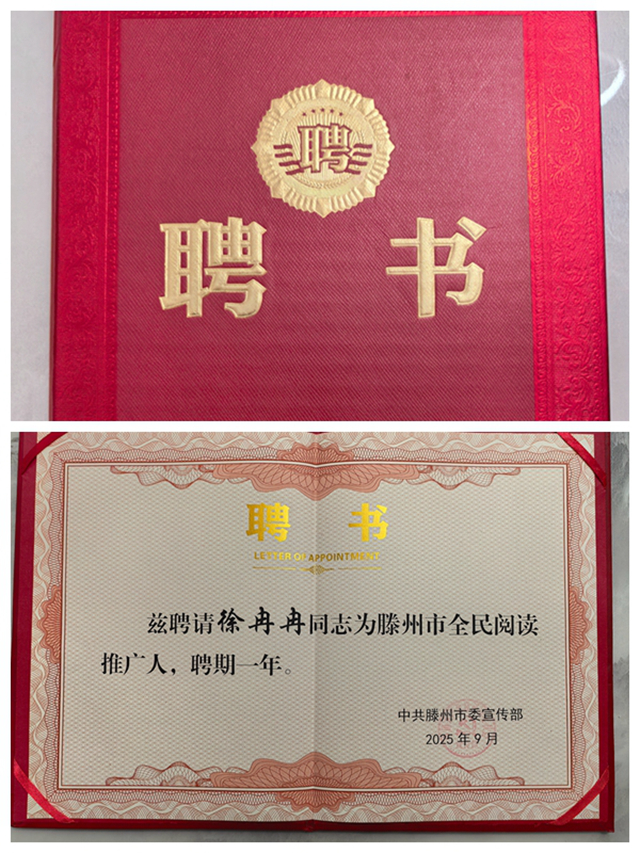 聘
聘 书
聘 书
LETTER OF APPOINTMENT
兹聘请徐冉冉同志为滕州市全民阅读
推广人，聘期一年。
中共滕州市委宣传部
2025年9月